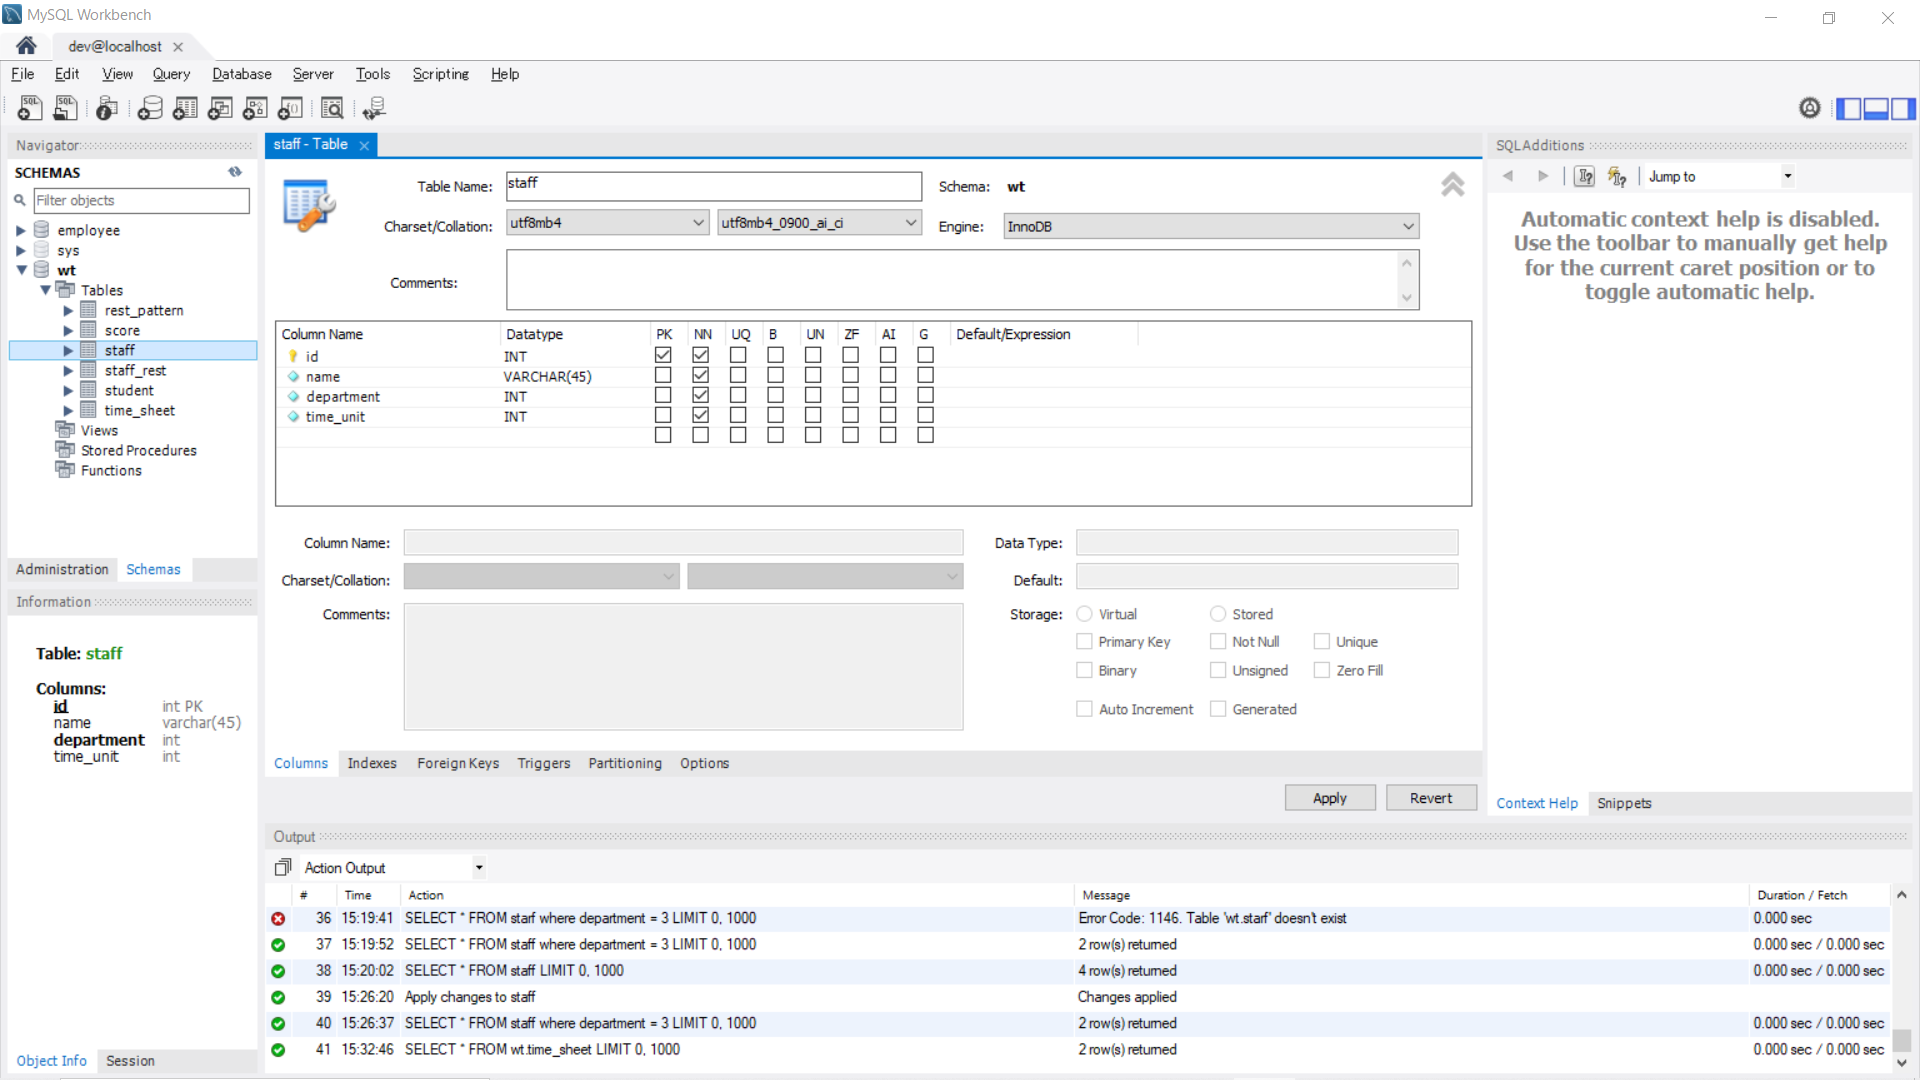 MySQL Workbench
dev@localhost
File Edit View Query Database Server Tools Scripting Help
Navigator
SCHEMAS
Filter objects
employee
sys
wt
Tables
rest_pattern
score
staff
staff_rest
student
time_sheet
Views
Stored Procedures
Functions
Administration Schemas
Information
Table: staff
Columns:
id int PK
name varchar(45)
department int
time_unit int
Object Info Session
staff - Table
Table Name: staff Schema: wt
Charset/Collation: utf8mb4 utf8mb4_0900_ai_ci Engine: InnoDB
Comments:
Column Name Datatype PK NN UQ B UN ZF AI G Default/Expression
id INT
name VARCHAR(45)
department INT
time_unit INT
Column Name: Data Type:
Charset/Collation: Default:
Comments: Storage: Virtual Stored
Primary Key Not Null Unique
Binary Unsigned Zero Fill
Auto Increment Generated
Columns Indexes Foreign Keys Triggers Partitioning Options
Apply Revert
SQLAdditions
Jump to
Automatic context help is disabled.
Use the toolbar to manually get help
for the current caret position or to
toggle automatic help.
Context Help Snippets
Output
Action Output
# Time Action Message Duration / Fetch
36 15:19:41 SELECT * FROM starf where department = 3 LIMIT 0, 1000 Error Code: 1146. Table 'wt.starf' doesn't exist 0.000 sec
37 15:19:52 SELECT * FROM staff where department = 3 LIMIT 0, 1000 2 row(s) returned 0.000 sec / 0.000 sec
38 15:20:02 SELECT * FROM staff LIMIT 0, 1000 4 row(s) returned 0.000 sec / 0.000 sec
39 15:26:20 Apply changes to staff Changes applied
40 15:26:37 SELECT * FROM staff where department = 3 LIMIT 0, 1000 2 row(s) returned 0.000 sec / 0.000 sec
41 15:32:46 SELECT * FROM wt.time_sheet LIMIT 0, 1000 2 row(s) returned 0.000 sec / 0.000 sec